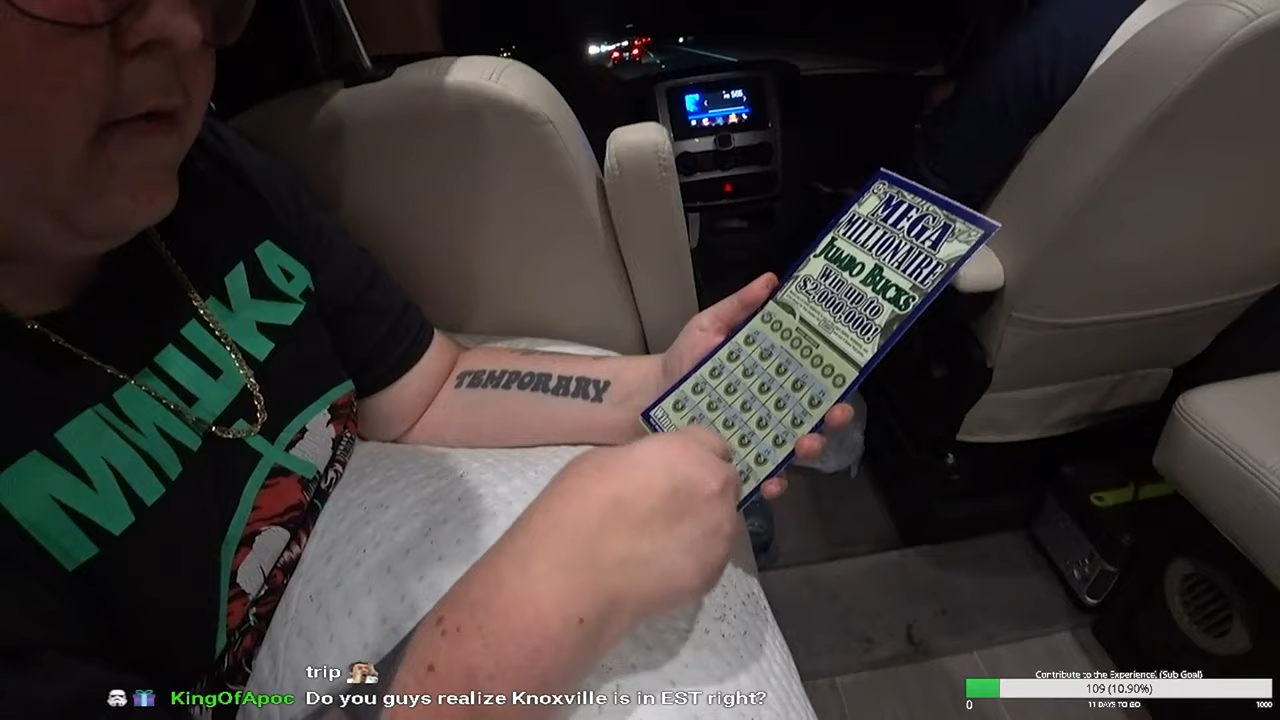 МИШКА
TEMPORARY
MEGA
MILLIONAIRE
JUMBO BUCKS
Win up to
$2,000,000!
trip
KingOfApoc Do you guys realize Knoxville is in EST right?
Contribute to the Experience! (Sub Goal)
109 (10.90%)
0 11 DAYS TO GO 1000